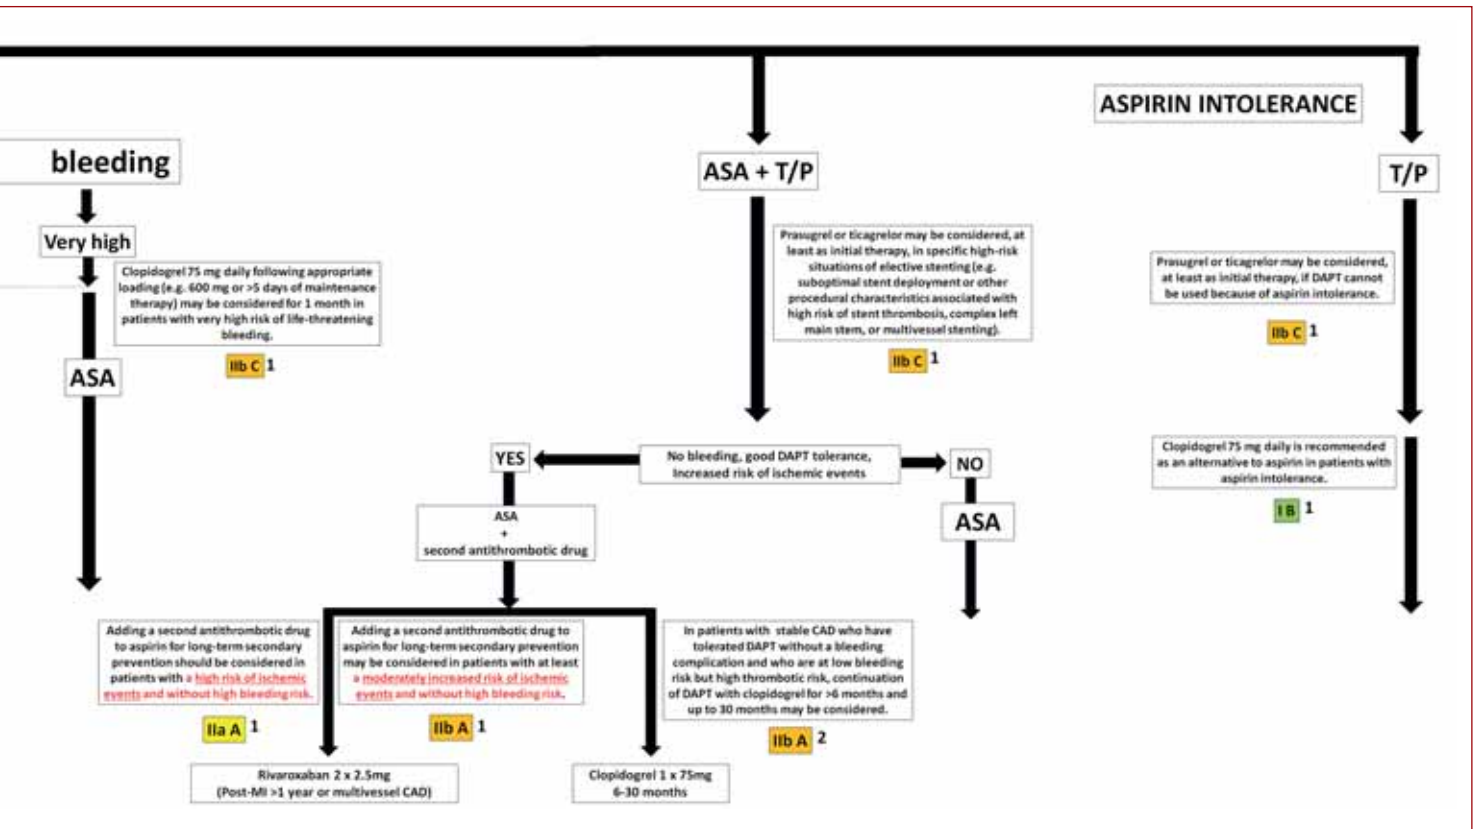 ASPIRIN INTOLERANCE
bleeding
ASA + T/P
T/P
Very high
Clopidogrel 75 mg daily following appropriate
loading (e.g. 600 mg or >5 days of maintenance
therapy) may be considered for 1 month in
patients with very high risk of life-threatening
bleeding.
IIb C 1
ASA
Prasugrel or ticagrelor may be considered, at
least as initial therapy, in specific high-risk
situations of elective stenting (e.g.
suboptimal stent deployment or other
procedural characteristics associated with
high risk of stent thrombosis, complex left
main stem, or multivessel stenting).
IIb C 1
Prasugrel or ticagrelor may be considered,
at least as initial therapy, if DAPT cannot
be used because of aspirin intolerance.
IIb C 1
YES
No bleeding, good DAPT tolerance,
Increased risk of ischemic events
NO
Clopidogrel 75 mg daily is recommended
as an alternative to aspirin in patients with
aspirin intolerance.
I B 1
ASA
+
second antithrombotic drug
ASA
Adding a second antithrombotic drug
to aspirin for long-term secondary
prevention should be considered in
patients with a high risk of ischemic
events and without high bleeding risk.
IIa A 1
Adding a second antithrombotic drug to
aspirin for long-term secondary prevention
may be considered in patients with at least
a moderately increased risk of ischemic
events and without high bleeding risk.
IIb A 1
In patients with stable CAD who have
tolerated DAPT without a bleeding
complication and who are at low bleeding
risk but high thrombotic risk, continuation
of DAPT with clopidogrel for >6 months and
up to 30 months may be considered.
IIb A 2
Rivaroxaban 2 x 2.5mg
(Post-MI >1 year or multivessel CAD)
Clopidogrel 1 x 75mg
6-30 months